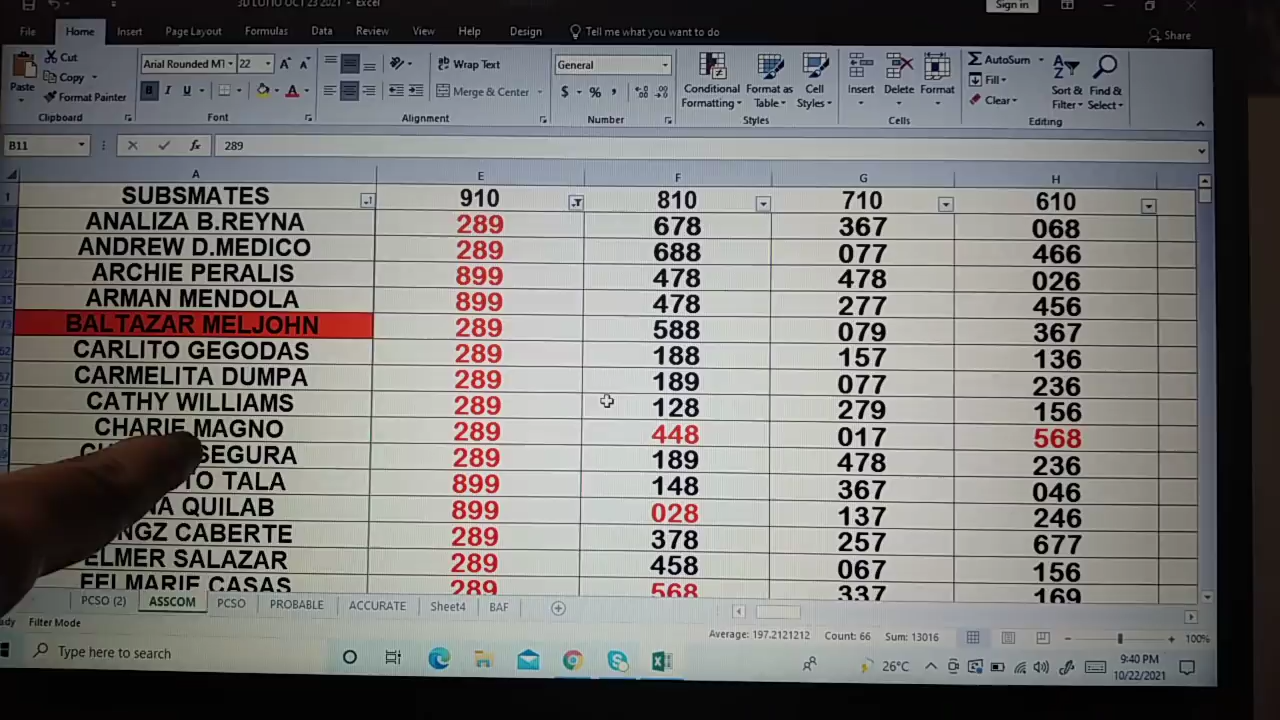 3D LOTTO OCT 23 2021 - Excel
Sign in
File Home Insert Page Layout Formulas Data Review View Help Design Tell me what you want to do Share
Cut
Copy
Format Painter
Paste
Clipboard
Arial Rounded MT 22
B I U
Font
Wrap Text
Merge & Center
Alignment
General
Number
Conditional Formatting
Format as Table
Cell Styles
Styles
Insert Delete Format
Cells
AutoSum
Fill
Clear
Sort & Filter
Find & Select
Editing
B11 fx 289
A E F G H
1 SUBSMATES 910 810 710 610
ANALIZA B.REYNA 289 678 367 068
ANDREW D.MEDICO 289 688 077 466
ARCHIE PERALIS 899 478 478 026
ARMAN MENDOLA 899 478 277 456
BALTAZAR MELJOHN 289 588 079 367
CARLITO GEGODAS 289 188 157 136
CARMELITA DUMPA 289 189 077 236
CATHY WILLIAMS 289 128 279 156
CHARIE MAGNO 289 448 017 568
SEGURA 289 189 478 236
TALA 899 148 367 046
QUILAB 899 028 137 246
CABERTE 289 378 257 677
ELMER SALAZAR 289 458 067 156
FELMARIE CASAS 289 568 337 169
PCSO (2) ASSCOM PCSO PROBABLE ACCURATE Sheet4 BAF
Filter Mode Average: 197.2121212 Count: 66 Sum: 13016 100%
Type here to search 26°C 9:40 PM
10/22/2021